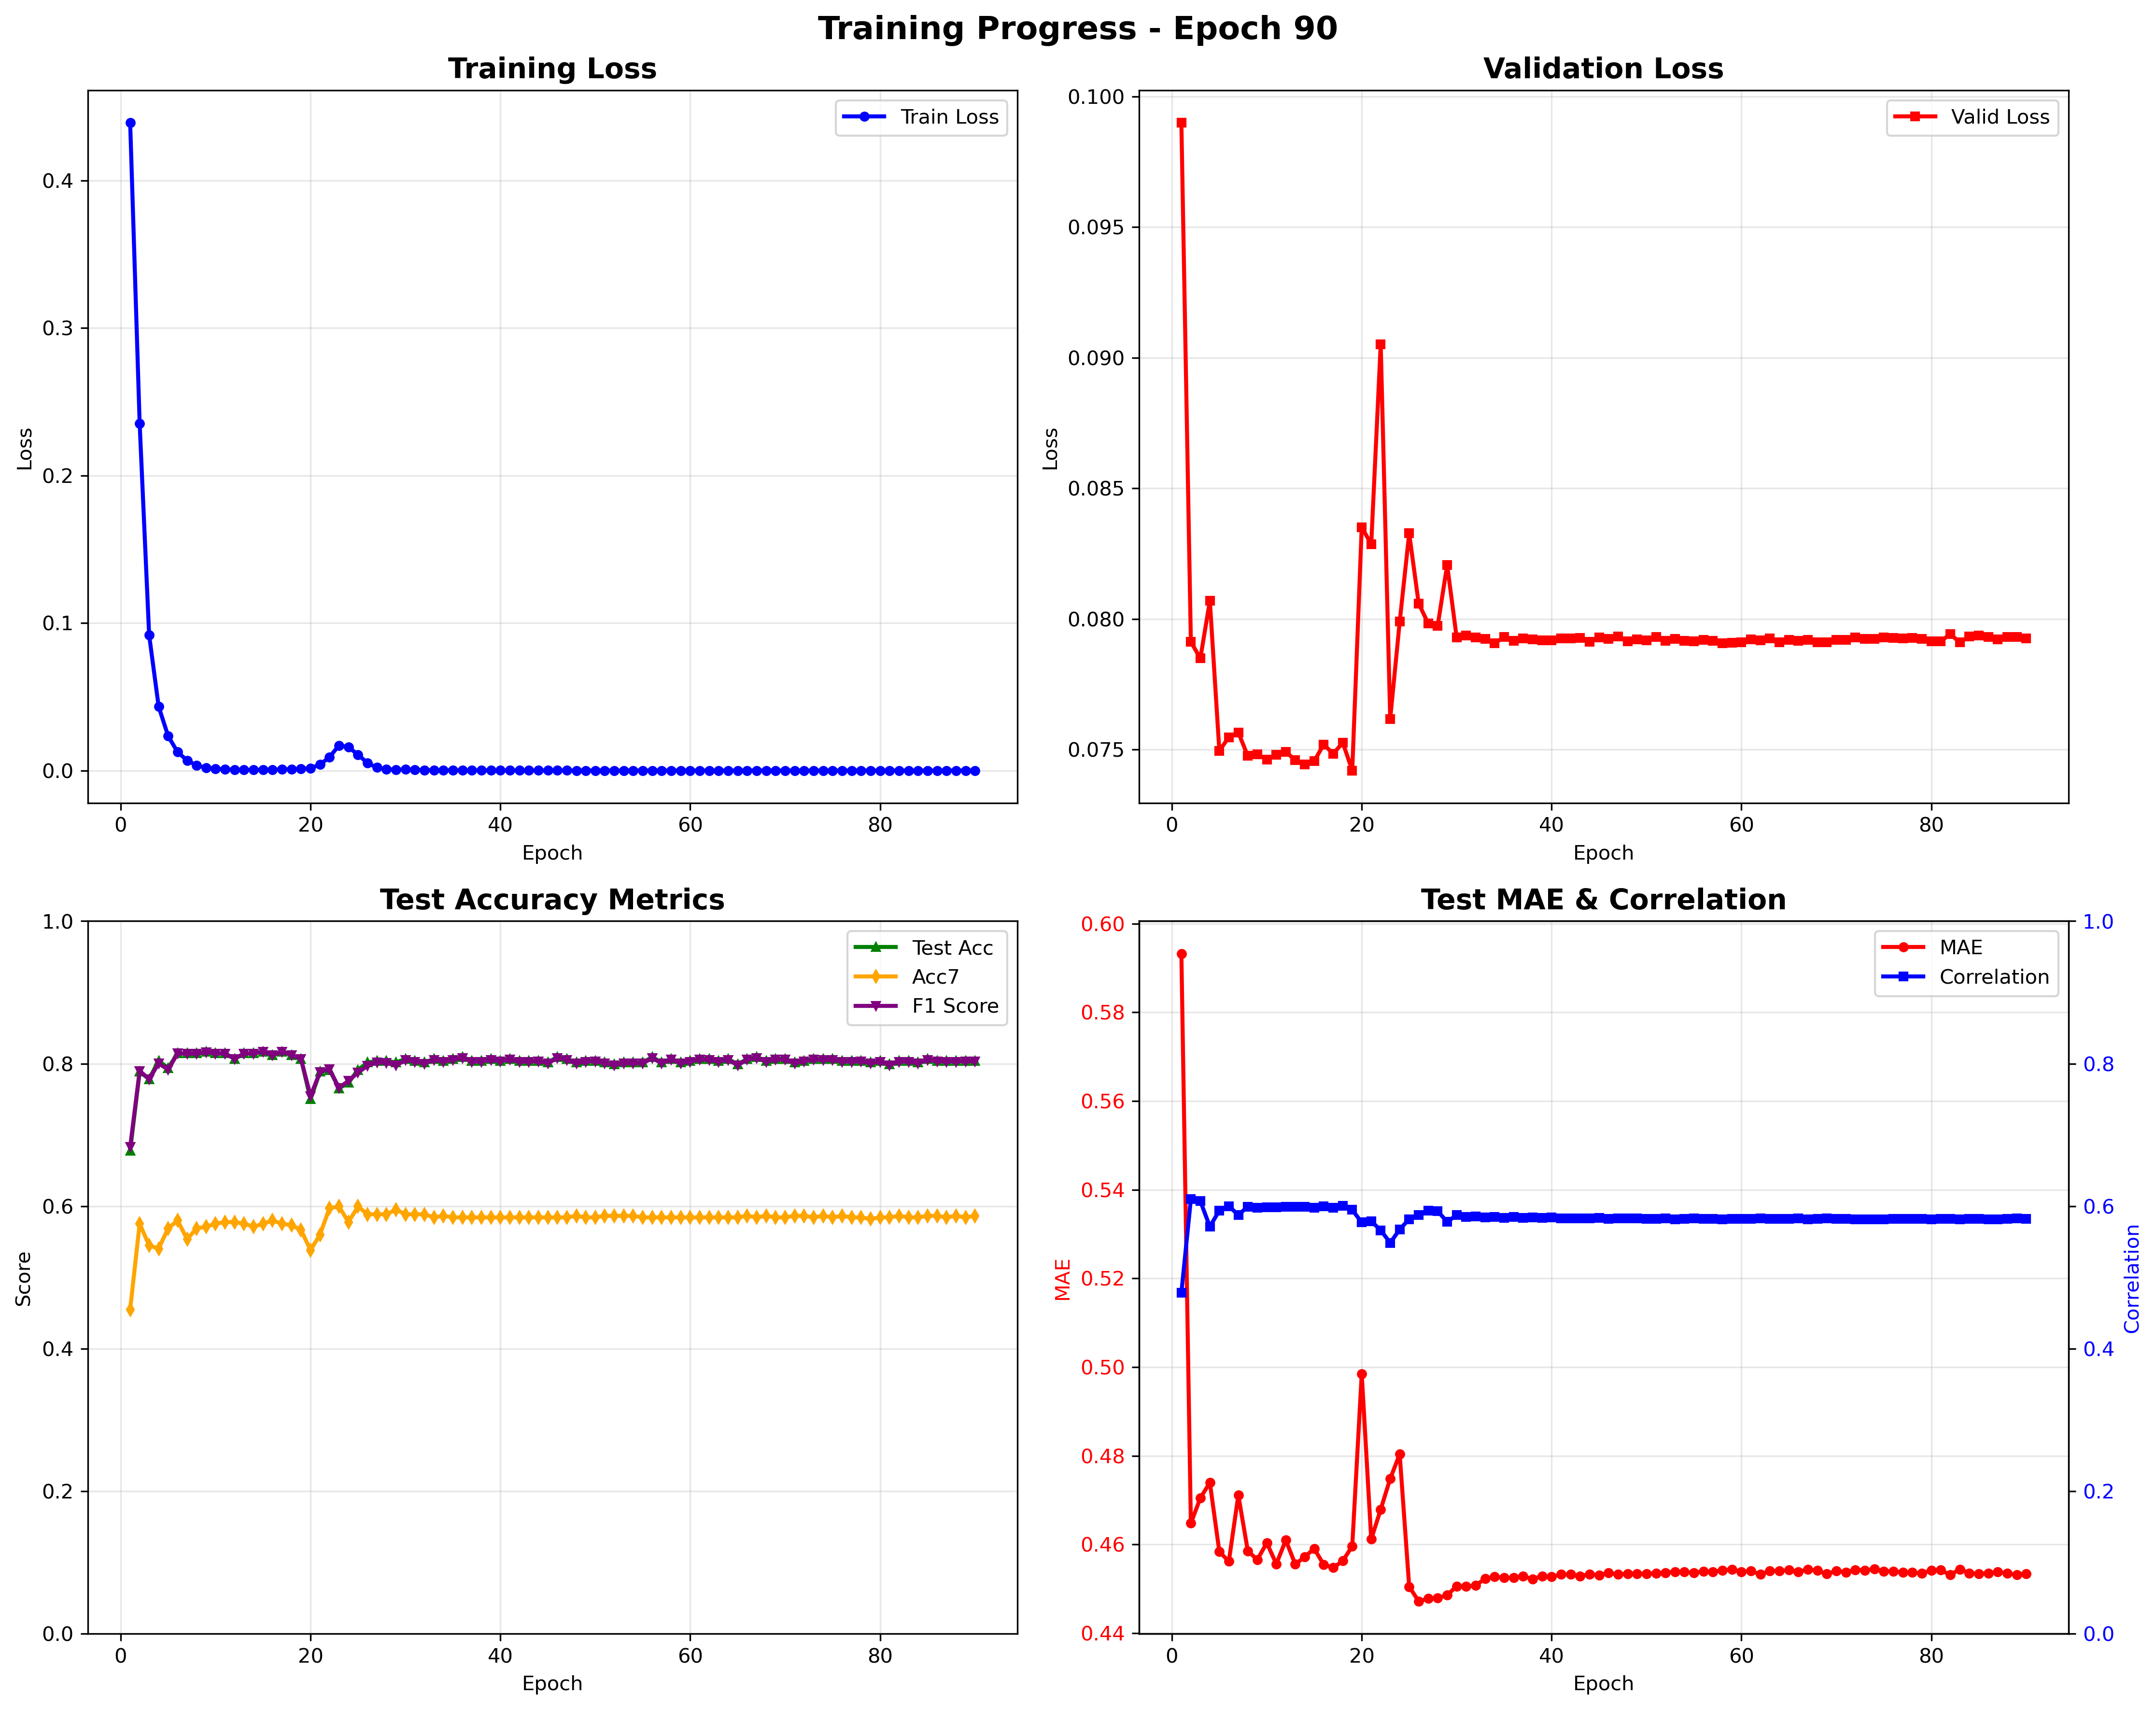 Training Progress - Epoch 90
Training Loss
Train Loss
Loss
0.4
0.3
0.2
0.1
0.0
0 20 40 60 80
Epoch
Validation Loss
Valid Loss
Loss
0.100
0.095
0.090
0.085
0.080
0.075
0 20 40 60 80
Epoch
Test Accuracy Metrics
Test Acc
Acc7
F1 Score
Score
1.0
0.8
0.6
0.4
0.2
0.0
0 20 40 60 80
Epoch
Test MAE & Correlation
MAE
Correlation
MAE
0.60
0.58
0.56
0.54
0.52
0.50
0.48
0.46
0.44
1.0
0.8
0.6
0.4
0.2
0.0
Correlation
0 20 40 60 80
Epoch